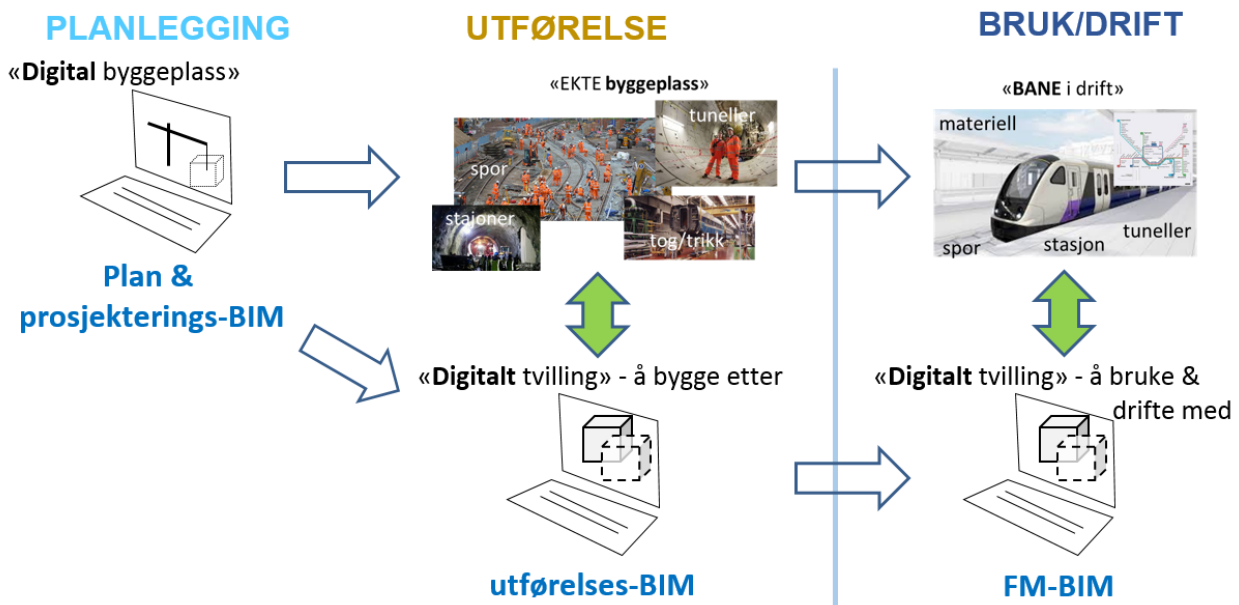 PLANLEGGING
«Digital byggeplass»
Plan &
prosjekterings-BIM
UTFØRELSE
«EKTE byggeplass»
tuneller
spor
stajoner
tog/trikk
«Digitalt tvilling» - å bygge etter
utførelses-BIM
BRUK/DRIFT
«BANE i drift»
materiell
tuneller
stasjon
spor
«Digitalt tvilling» - å bruke &
drifte med
FM-BIM